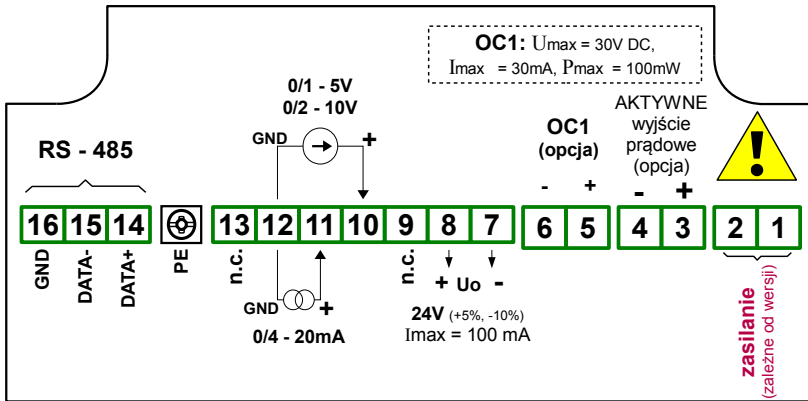 OC1: Umax = 30V DC,
Imax = 30mA, Pmax = 100mW
0/1 - 5V
0/2 - 10V
GND
+
RS - 485
OC1
(opcja)
- +
AKTYWNE
wyjście
prądowe
(opcja)
- +
16 15 14
13 12 11 10 9 8 7
6 5
4 3
2 1
GND
DATA-
DATA+
PE
n.c.
GND
+
0/4 - 20mA
n.c.
+ Uo -
24V (+5%, -10%)
Imax = 100 mA
zasilanie
(zależne od wersji)